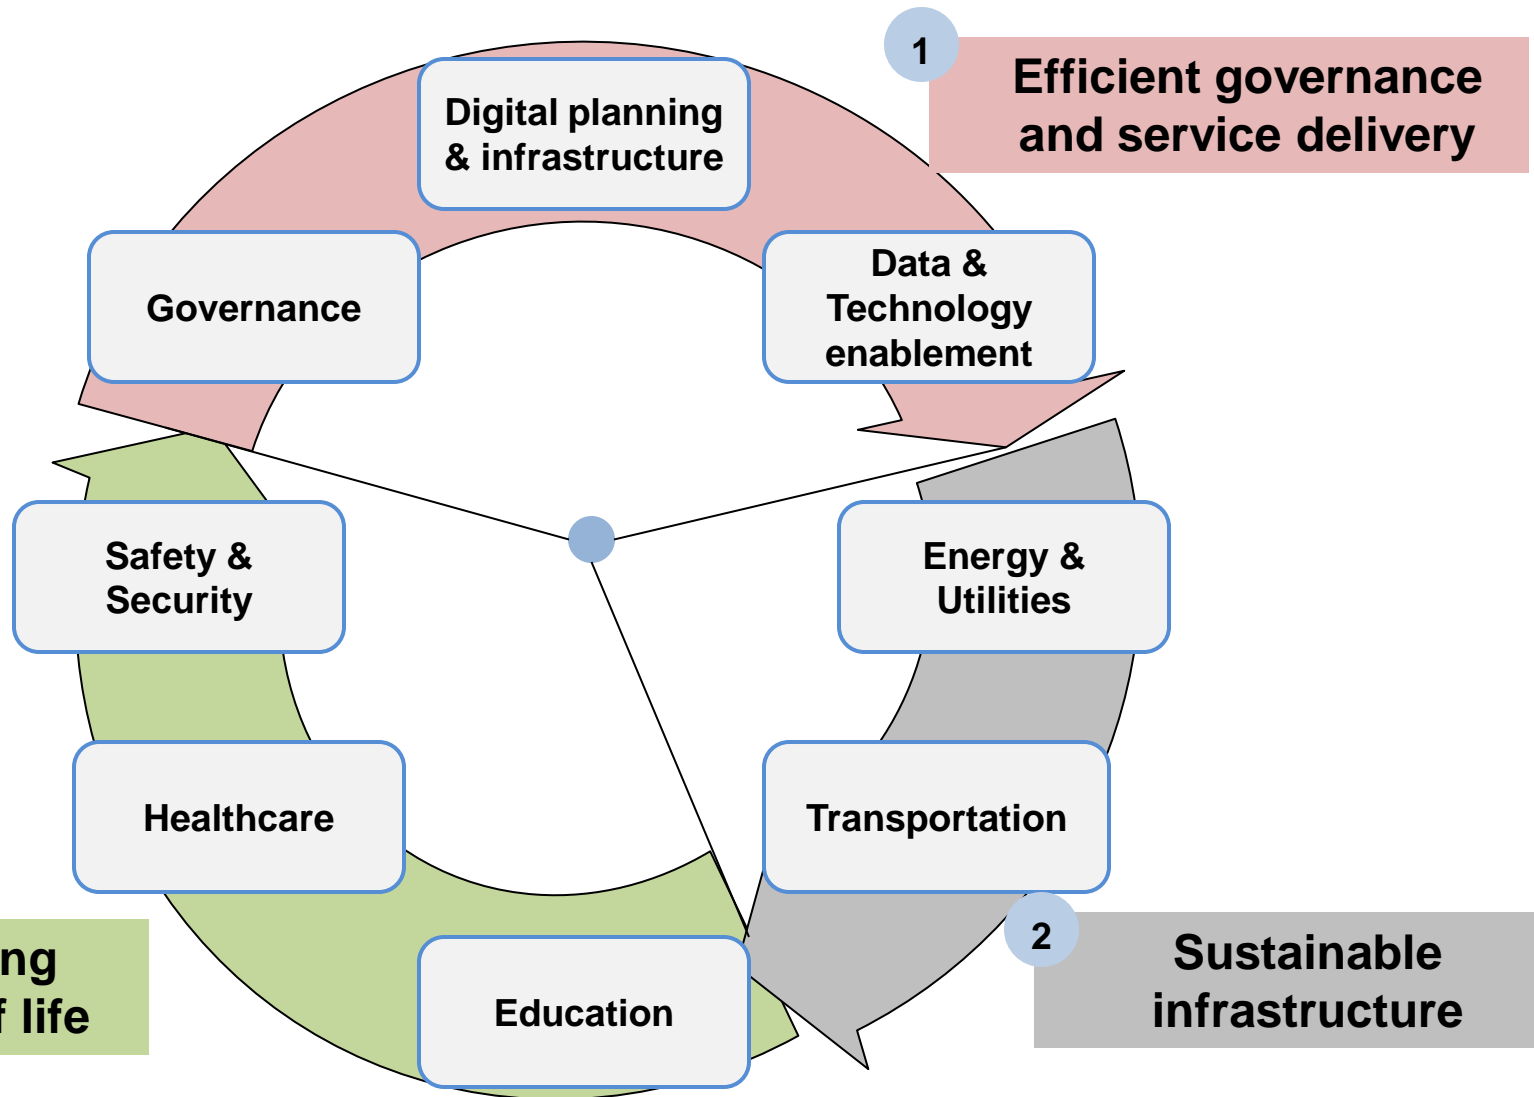 1
Efficient governance
and service delivery
Digital planning
& infrastructure
Governance
Data &
Technology
enablement
Safety &
Security
Energy &
Utilities
Healthcare
Transportation
2
Sustainable
infrastructure
life
Education